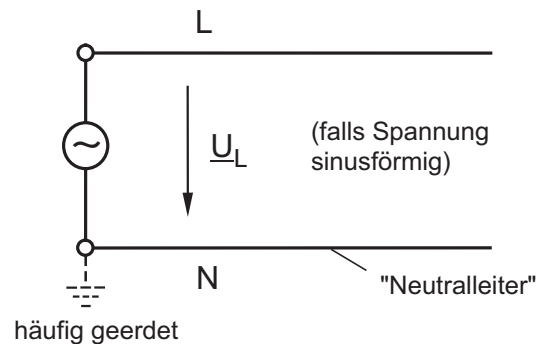 L
U_L
(falls Spannung
sinusförmig)
N
"Neutralleiter"
häufig geerdet